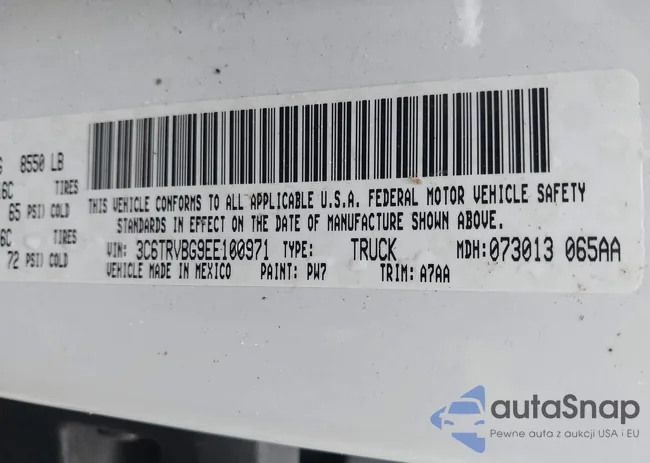 8550 LB
TIRES
65 PSI) COLD
TIRES
72 PSI) COLD
THIS VEHICLE CONFORMS TO ALL APPLICABLE U.S.A. FEDERAL MOTOR VEHICLE SAFETY
STANDARDS IN EFFECT ON THE DATE OF MANUFACTURE SHOWN ABOVE.
VIN: 3C6TRVBG9EE100971 TYPE: TRUCK MDH: 073013 065AA
VEHICLE MADE IN MEXICO PAINT: PW7 TRIM: A7AA
autaSnap
Pewne auta z aukcji USA i EU